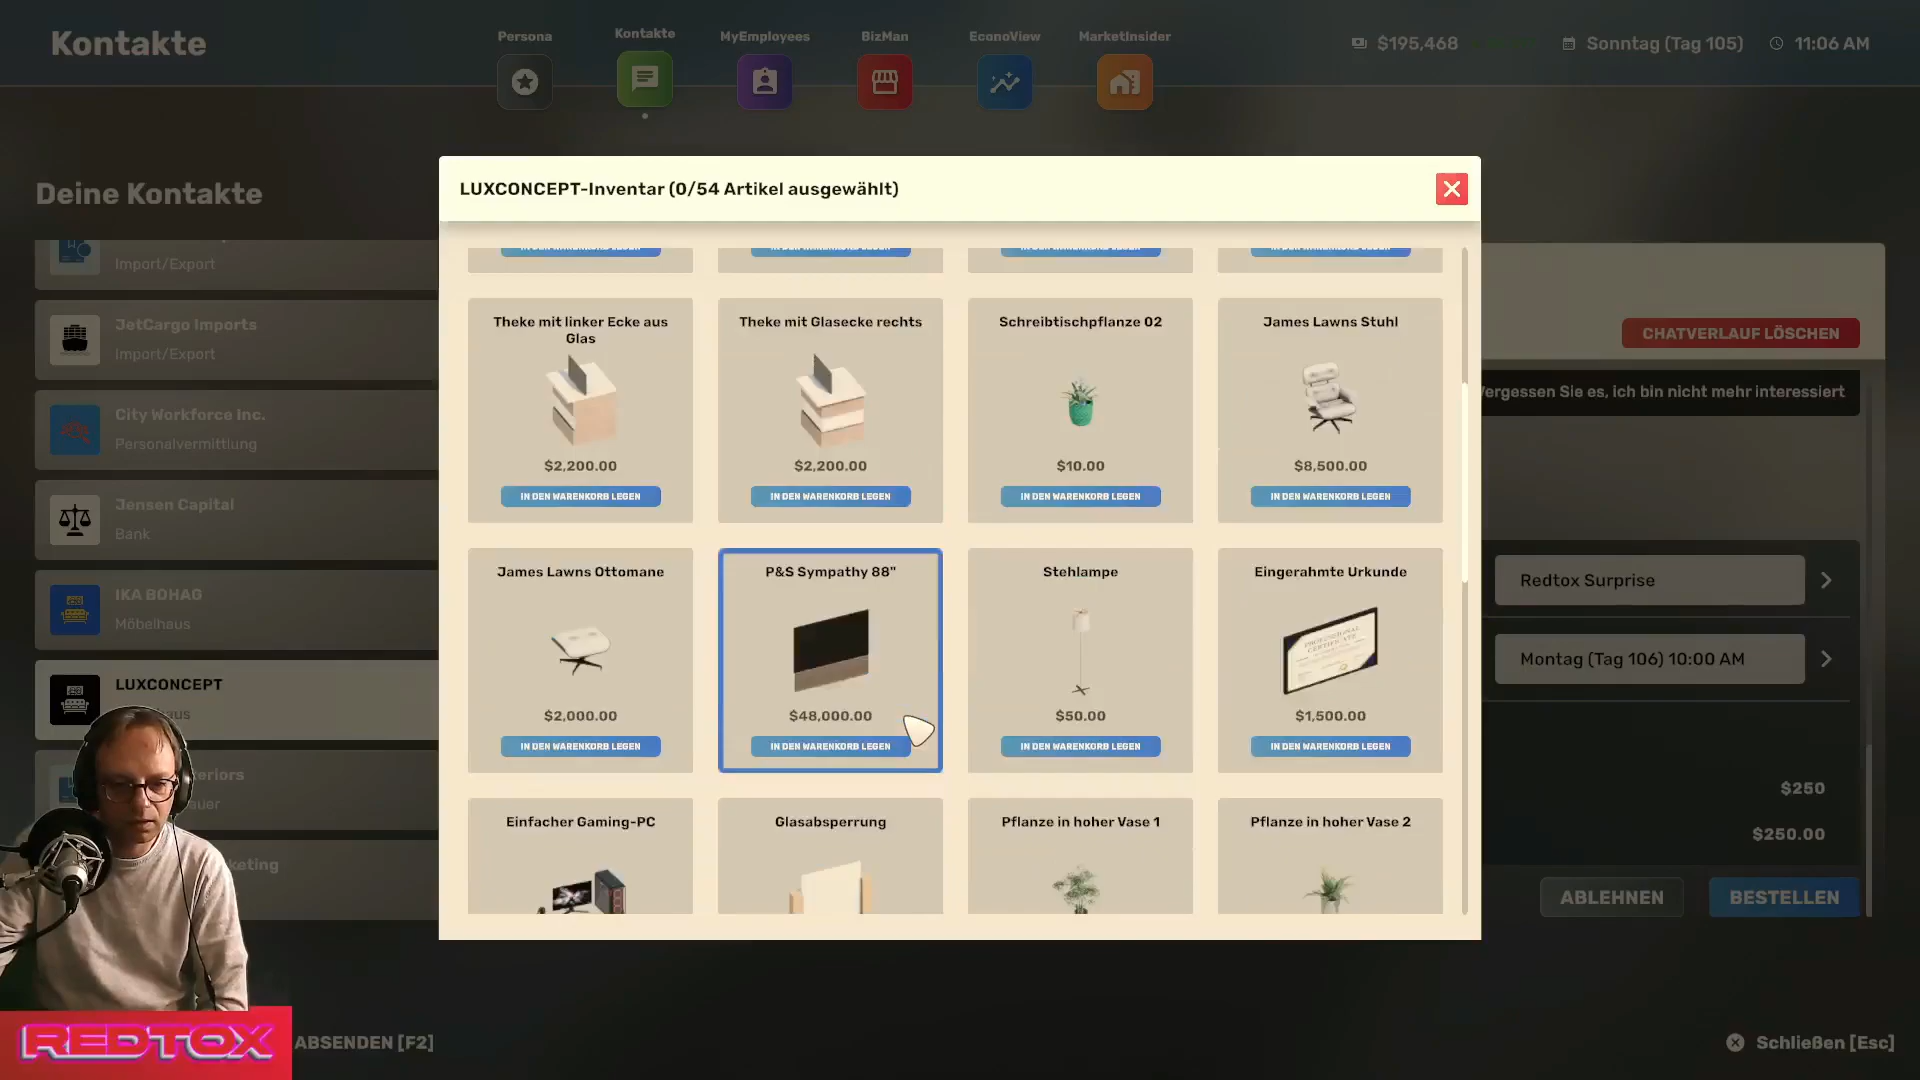 Kontakte
Persona
Kontakte
MyEmployees
BizMan
EconoView
MarketInsider
$195,468
Sonntag (Tag 105)
11:06 AM
Deine Kontakte
Import/Export
JetCargo Imports
Import/Export
City Workforce Inc.
Personalvermittlung
Jensen Capital
Bank
IKA BOHAG
Möbelhaus
LUXCONCEPT
LUXCONCEPT-Inventar (0/54 Artikel ausgewählt)
Theke mit linker Ecke aus
Glas
$2,200.00
IN DEN WARENKORB LEGEN
Theke mit Glasecke rechts
$2,200.00
IN DEN WARENKORB LEGEN
Schreibtischpflanze 02
$10.00
IN DEN WARENKORB LEGEN
James Lawns Stuhl
$8,500.00
IN DEN WARENKORB LEGEN
James Lawns Ottomane
$2,000.00
IN DEN WARENKORB LEGEN
P&S Sympathy 88"
$48,000.00
IN DEN WARENKORB LEGEN
Stehlampe
$50.00
IN DEN WARENKORB LEGEN
Eingerahmte Urkunde
$1,500.00
IN DEN WARENKORB LEGEN
Einfacher Gaming-PC
Glasabsperrung
Pflanze in hoher Vase 1
Pflanze in hoher Vase 2
CHATVERLAUF LÖSCHEN
Vergessen Sie es, ich bin nicht mehr interessiert
Redtox Surprise
Montag (Tag 106) 10:00 AM
$250
$250.00
ABLEHNEN
BESTELLEN
REDTOX
ABSENDEN [F2]
Schließen [Esc]